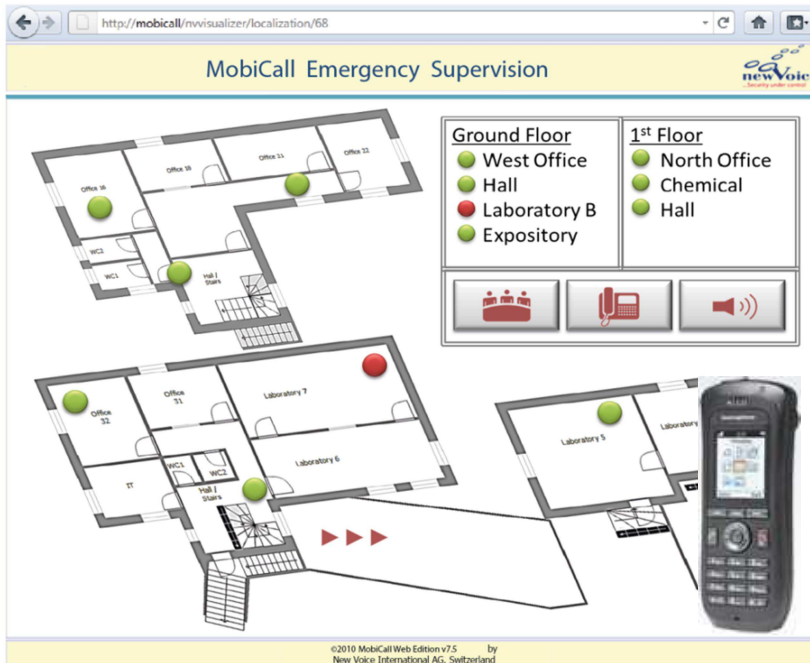 http://mobicall/nvvisualizer/localization/68
MobiCall Emergency Supervision
newVoice
...Security under control
Ground Floor
West Office
Hall
Laboratory B
Expository
1st Floor
North Office
Chemical
Hall
Office 16
Office 18
Office 22
WC2
WC1
Hall /
Stairs
Office
32
Office
31
Laboratory 7
Laboratory 6
IT
WC1
WC2
Hall /
Stairs
Laboratory 5
©2010 MobiCall Web Edition v7.5 by
New Voice International AG, Switzerland